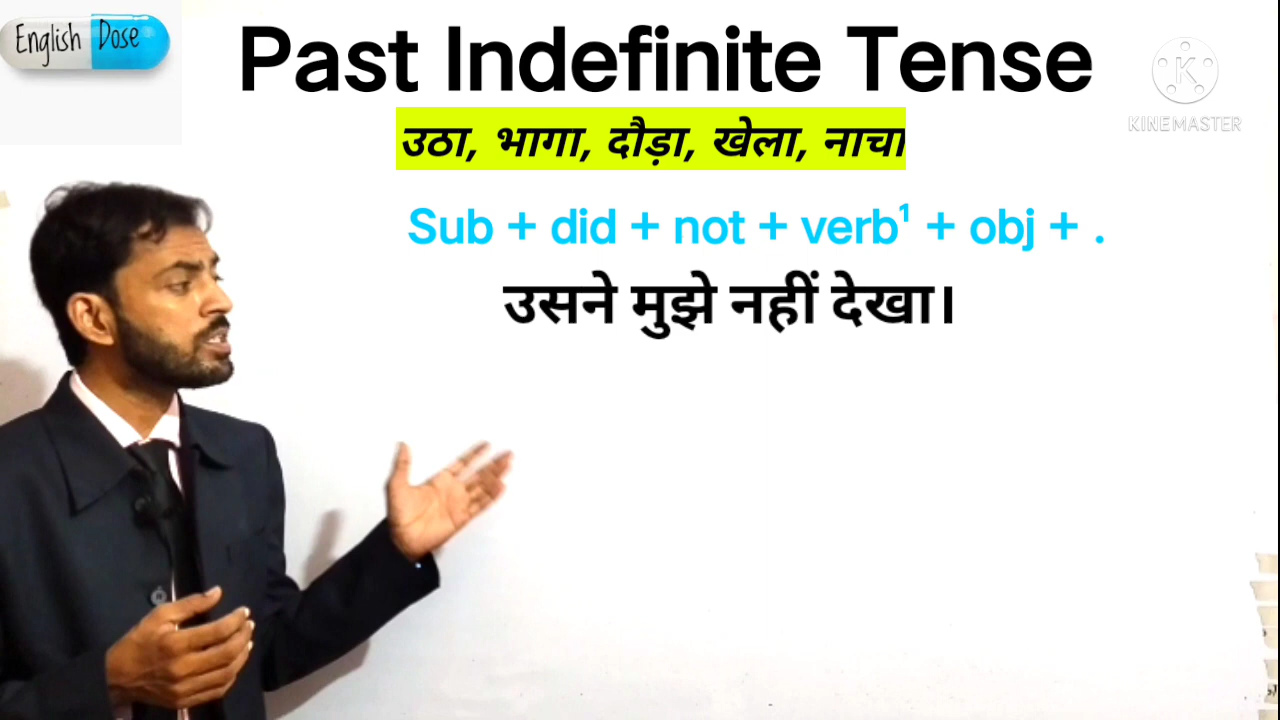 English Dose
Past Indefinite Tense
KINEMASTER
उठा, भागा, दौड़ा, खेला, नाचा
Sub + did + not + verb¹ + obj + .
उसने मुझे नहीं देखा।